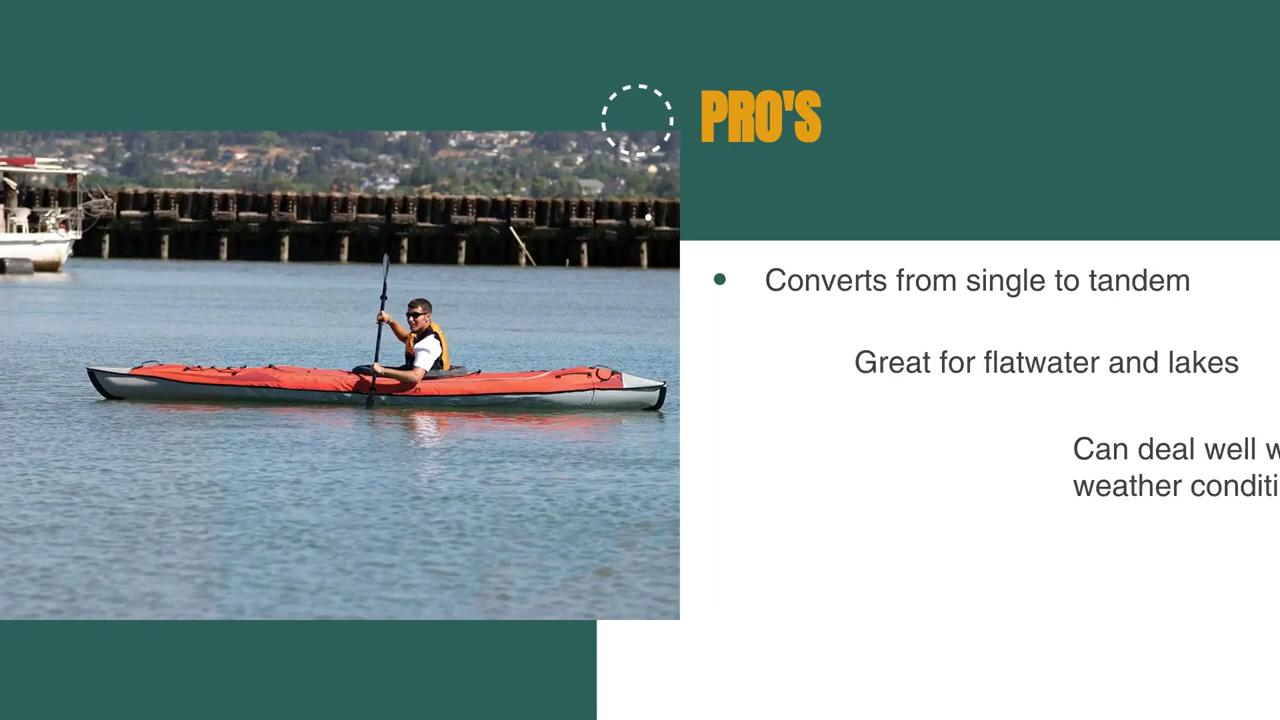 PRO'S
Converts from single to tandem
Great for flatwater and lakes
Can deal well
weather